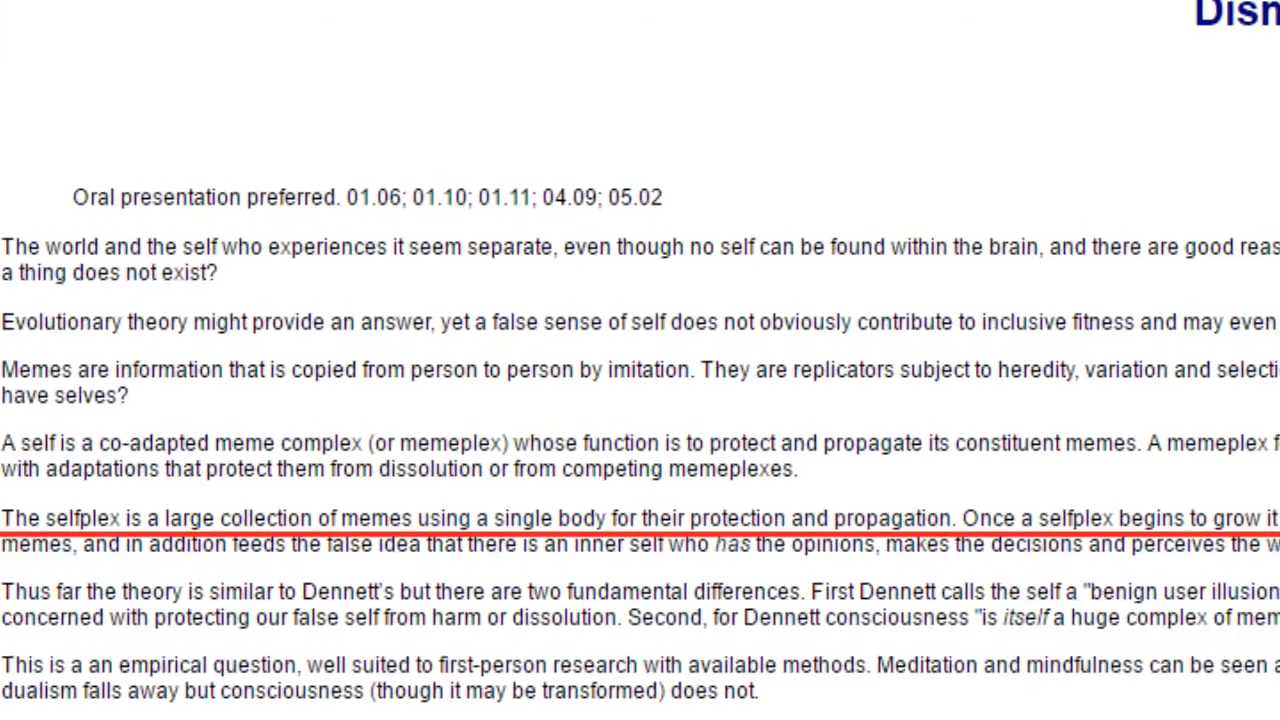 Oral presentation preferred. 01.06; 01.10; 01.11; 04.09; 05.02
The world and the self who experiences it seem separate, even though no self can be found within the brain, and there are good reas
a thing does not exist?
Evolutionary theory might provide an answer, yet a false sense of self does not obviously contribute to inclusive fitness and may even
Memes are information that is copied from person to person by imitation. They are replicators subject to heredity, variation and selecti
have selves?
A self is a co-adapted meme complex (or memeplex) whose function is to protect and propagate its constituent memes. A memeplex f
with adaptations that protect them from dissolution or from competing memeplexes.
The selfplex is a large collection of memes using a single body for their protection and propagation. Once a selfplex begins to grow it
memes, and in addition feeds the false idea that there is an inner self who has the opinions, makes the decisions and perceives the w
Thus far the theory is similar to Dennett's but there are two fundamental differences. First Dennett calls the self a "benign user illusion
concerned with protecting our false self from harm or dissolution. Second, for Dennett consciousness "is itself a huge complex of mem
This is a an empirical question, well suited to first-person research with available methods. Meditation and mindfulness can be seen a
dualism falls away but consciousness (though it may be transformed) does not.